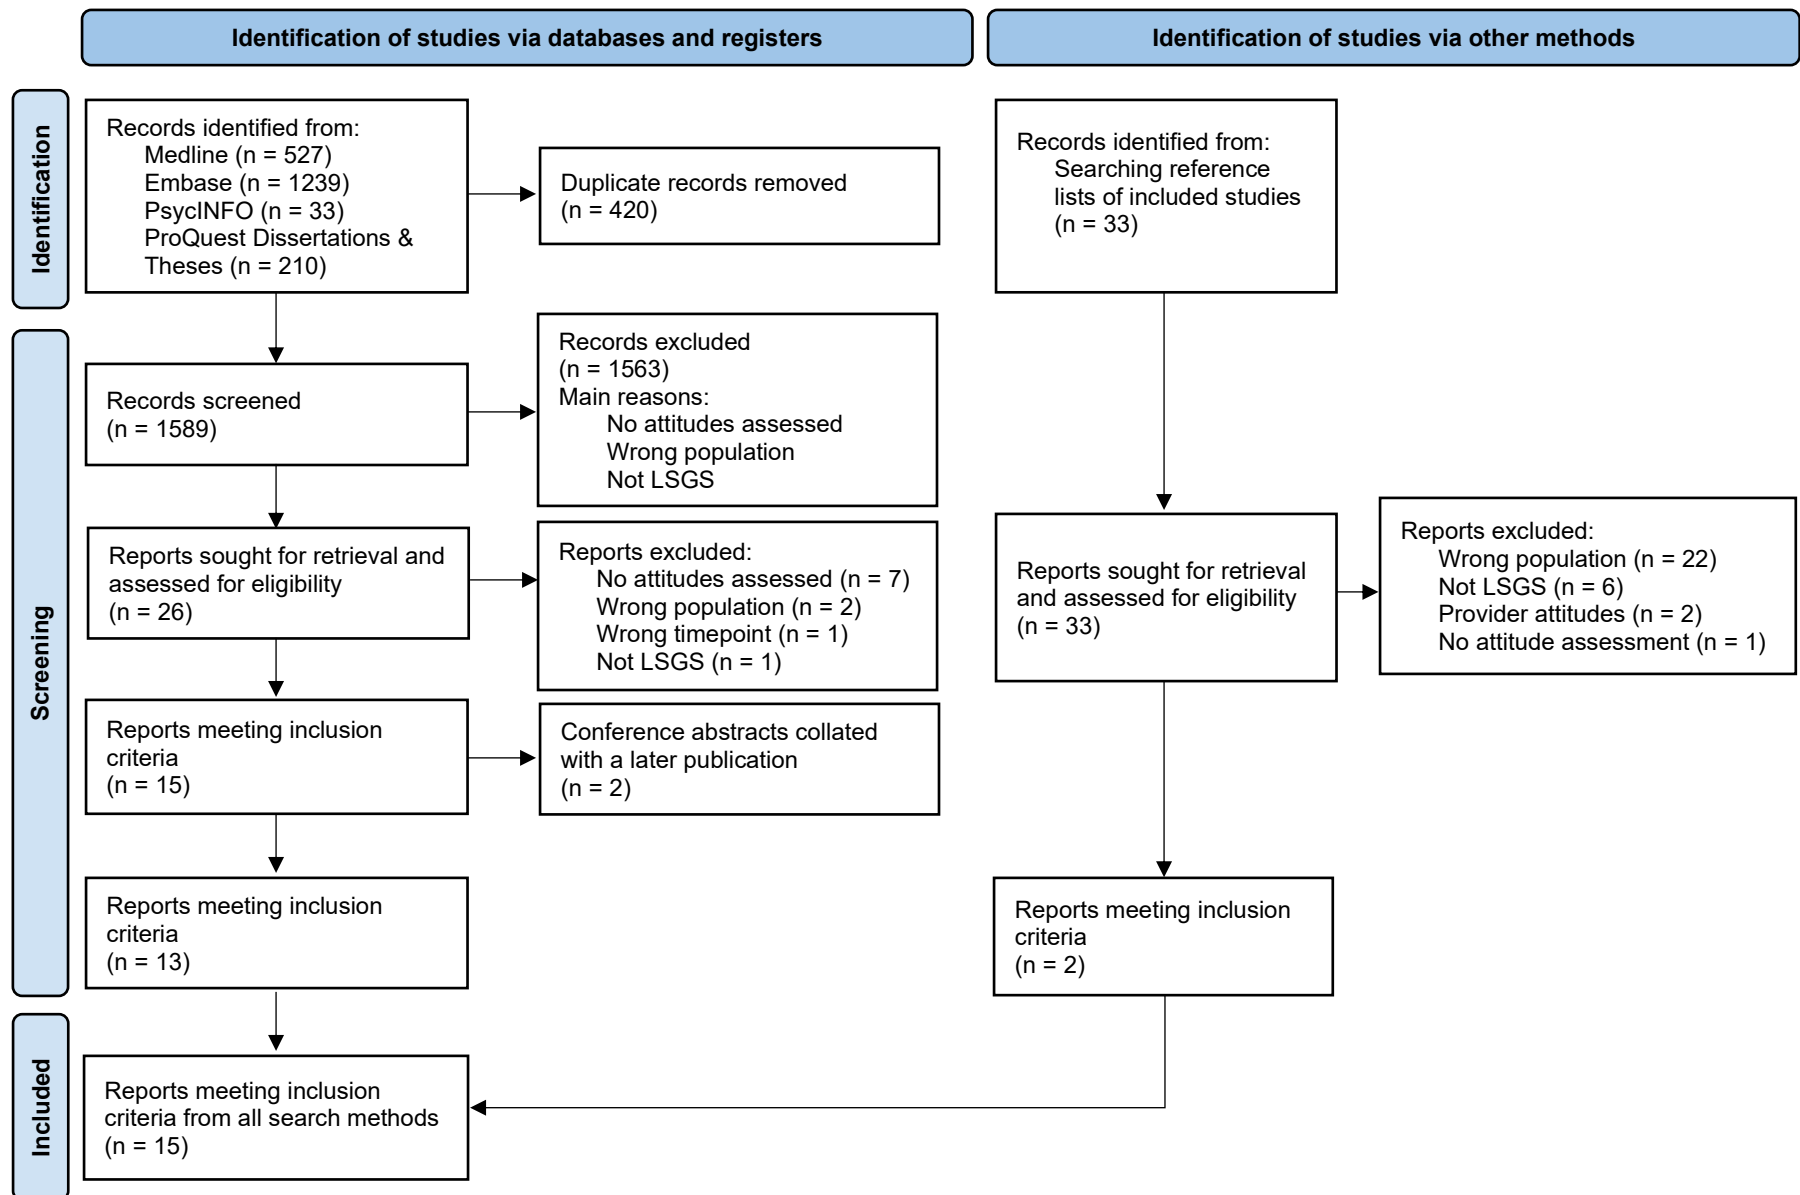 Identification of studies via databases and registers
Identification of studies via other methods
Identification
Records identified from:
Medline (n = 527)
Embase (n = 1239)
PsycINFO (n = 33)
ProQuest Dissertations &
Theses (n = 210)
Duplicate records removed
(n = 420)
Records identified from:
Searching reference
lists of included studies
(n = 33)
Screening
Records screened
(n = 1589)
Records excluded
(n = 1563)
Main reasons:
No attitudes assessed
Wrong population
Not LSGS
Reports sought for retrieval and
assessed for eligibility
(n = 26)
Reports excluded:
No attitudes assessed (n = 7)
Wrong population (n = 2)
Wrong timepoint (n = 1)
Not LSGS (n = 1)
Reports sought for retrieval
and assessed for eligibility
(n = 33)
Reports excluded:
Wrong population (n = 22)
Not LSGS (n = 6)
Provider attitudes (n = 2)
No attitude assessment (n = 1)
Reports meeting inclusion
criteria
(n = 15)
Conference abstracts collated
with a later publication
(n = 2)
Reports meeting inclusion
criteria
(n = 13)
Reports meeting inclusion
criteria
(n = 2)
Included
Reports meeting inclusion
criteria from all search methods
(n = 15)